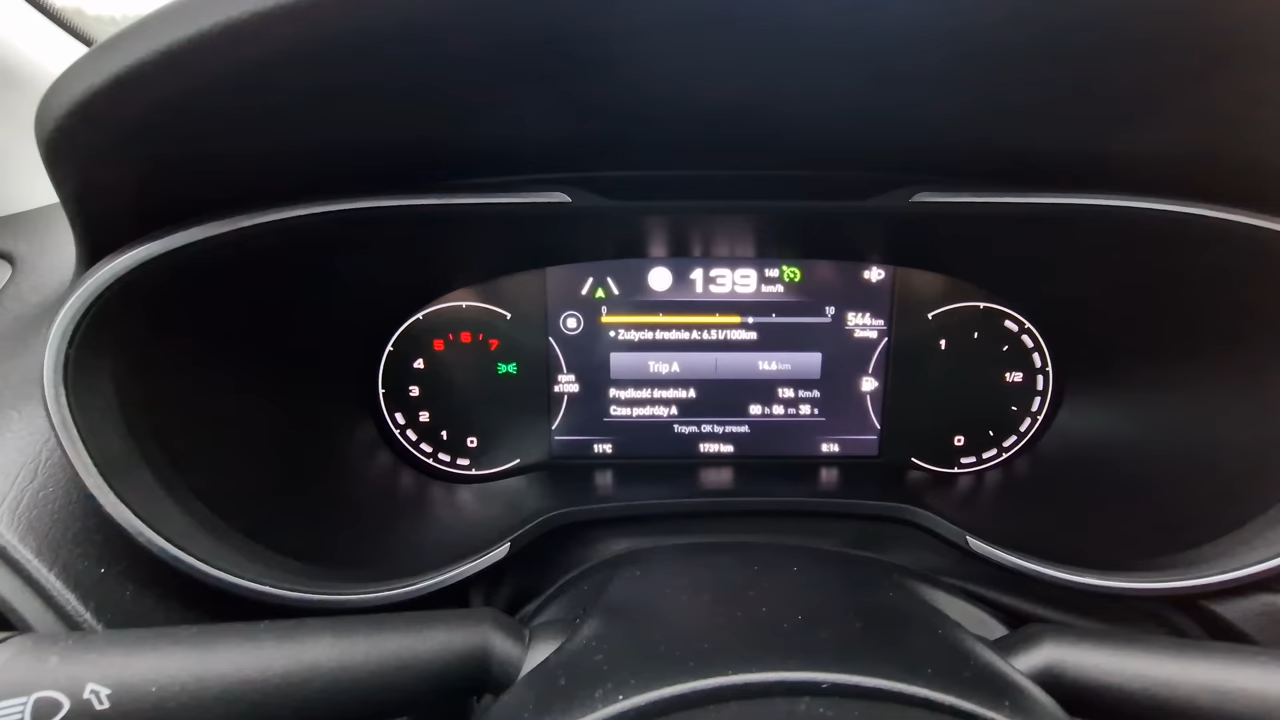 139 140 km/h
0 10
544 km
Zasięg
Zużycie średnie A: 6.5 l/100km
Trip A 14.6 km
Prędkość średnia A 134 Km/h
Czas podróży A 00 h 06 m 35 s
Trzym. OK by zreset.
11°C 1739 km 8:14
rpm
x1000
0 1 2 3 4 5 6 7
1
1/2
0